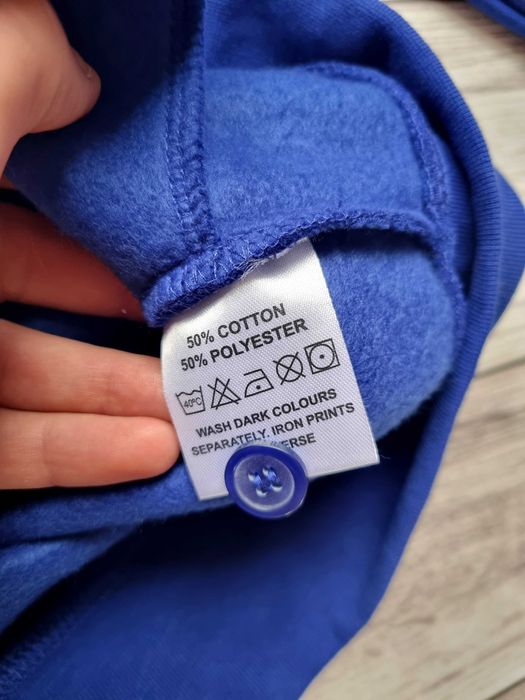 50% COTTON
50% POLYESTER
40°C
WASH DARK COLOURS
SEPARATELY. IRON PRINTS